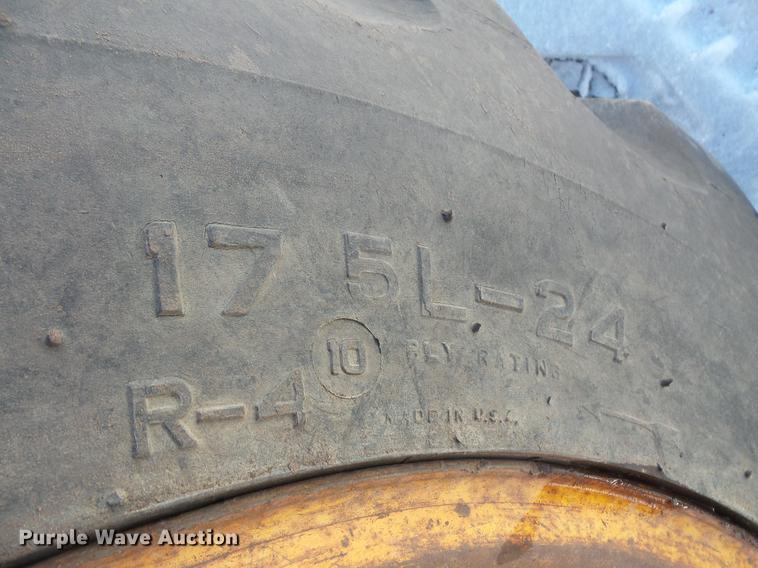 17 5L-24
R-4 10 PLY RATING
MADE IN U.S.A.
Purple Wave Auction